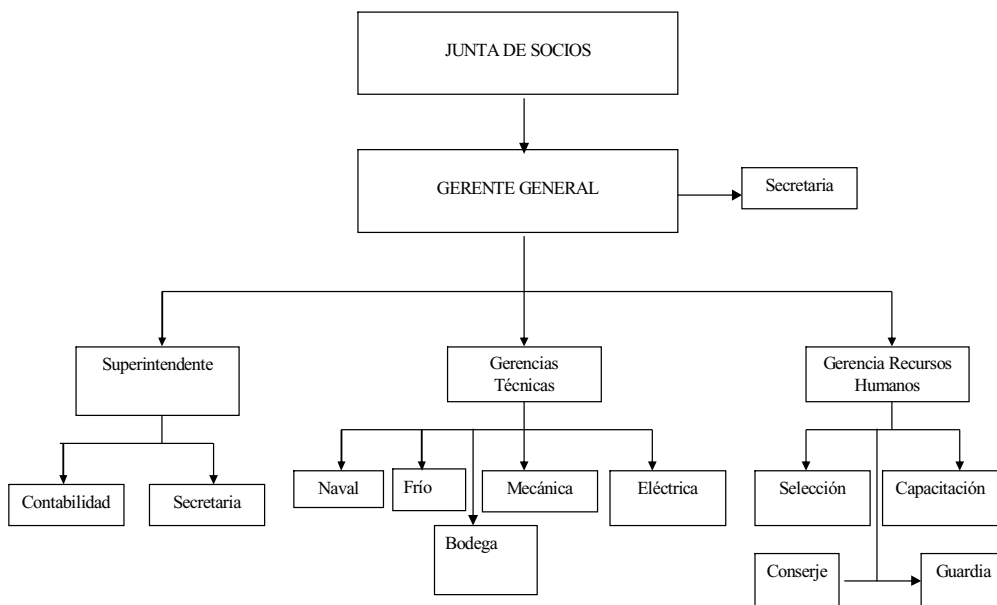 JUNTA DE SOCIOS
GERENTE GENERAL
Secretaria
Superintendente
Gerencias
Técnicas
Gerencia Recursos
Humanos
Contabilidad
Secretaria
Naval
Frío
Mecánica
Eléctrica
Selección
Capacitación
Bodega
Conserje
Guardia